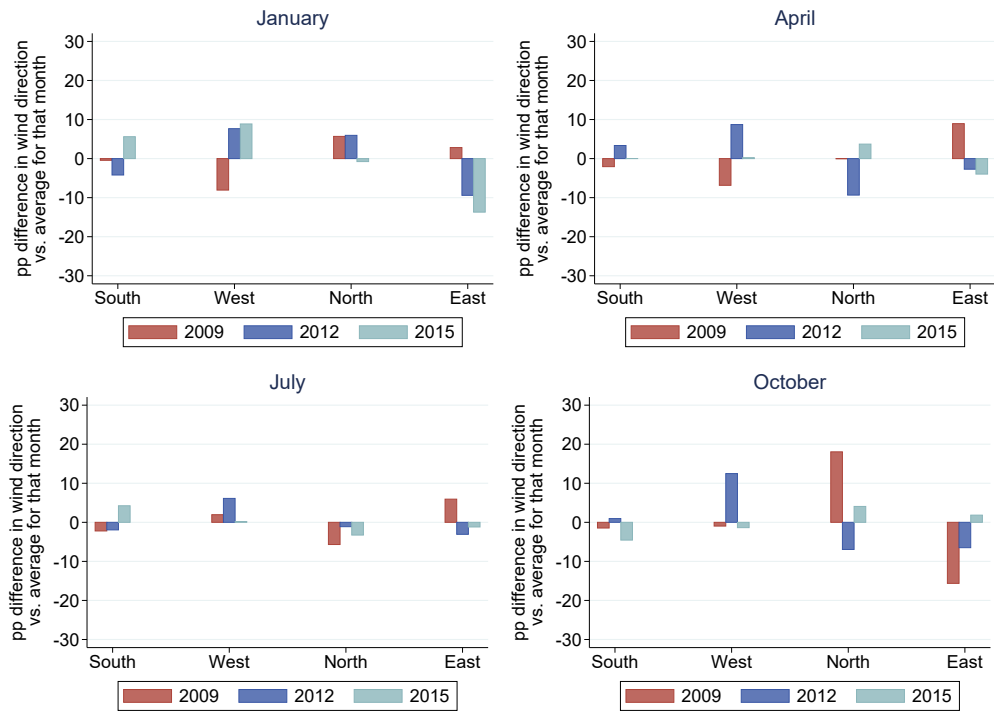 January
pp difference in wind direction
vs. average for that month
30
20
10
0
-10
-20
-30
South West North East
2009 2012 2015
April
pp difference in wind direction
vs. average for that month
30
20
10
0
-10
-20
-30
South West North East
2009 2012 2015
July
pp difference in wind direction
vs. average for that month
30
20
10
0
-10
-20
-30
South West North East
2009 2012 2015
October
pp difference in wind direction
vs. average for that month
30
20
10
0
-10
-20
-30
South West North East
2009 2012 2015